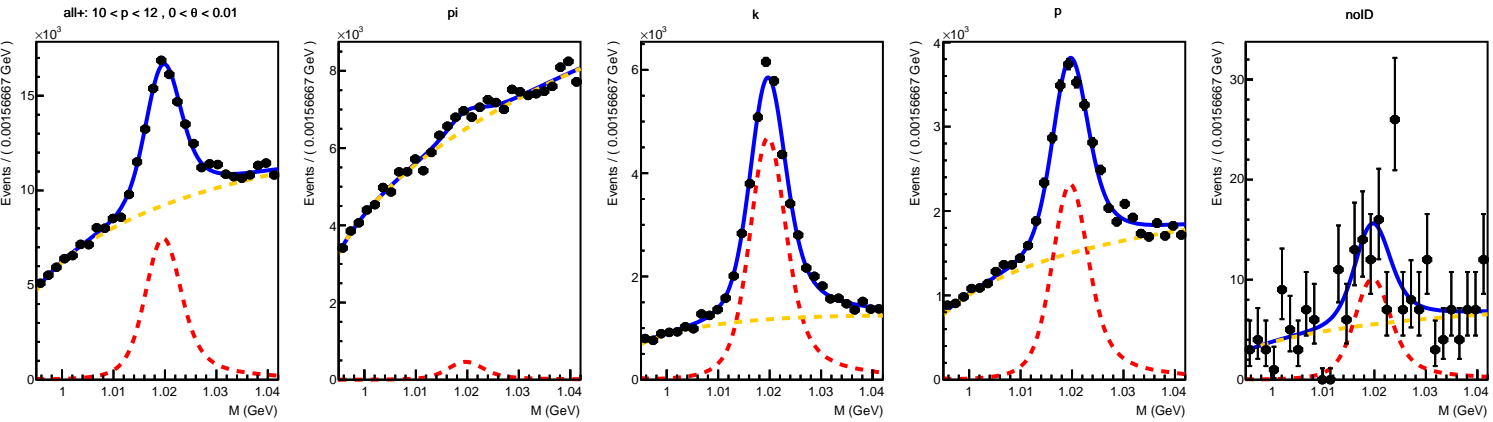 all+: 10 < p < 12 , 0 < θ < 0.01
×10³
Events / ( 0.00156667 GeV )
15
10
5
0
1 1.01 1.02 1.03 1.04
M (GeV)
pi
×10³
Events / ( 0.00156667 GeV )
8
6
4
2
0
1 1.01 1.02 1.03 1.04
M (GeV)
k
×10³
Events / ( 0.00156667 GeV )
6
4
2
0
1 1.01 1.02 1.03 1.04
M (GeV)
p
×10³
Events / ( 0.00156667 GeV )
4
3
2
1
0
1 1.01 1.02 1.03 1.04
M (GeV)
noID
Events / ( 0.00156667 GeV )
30
20
10
0
1 1.01 1.02 1.03 1.04
M (GeV)